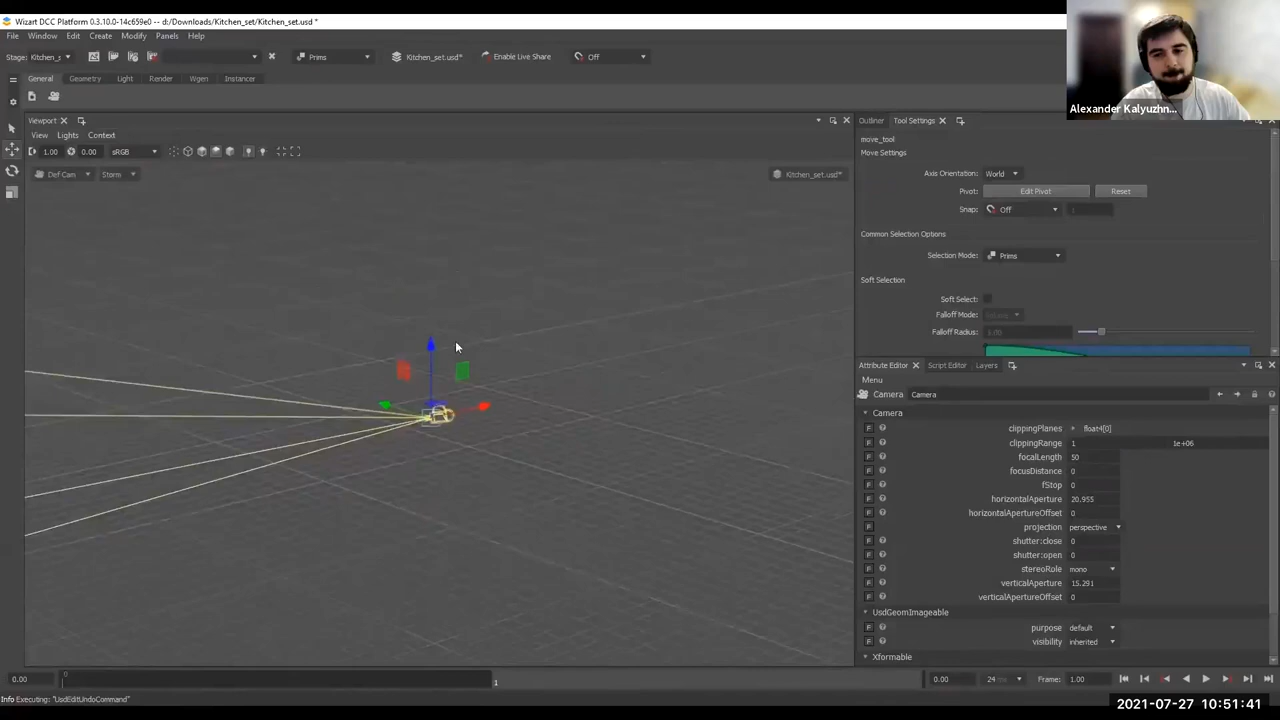 Wizart DCC Platform 0.3.10.0-14c659e0 -- d:/Downloads/Kitchen_set/Kitchen_set.usd *
File Window Edit Create Modify Panels Help
Stage: Kitchen_s Prims Kitchen_set.usd* Enable Live Share Off
General Geometry Light Render Wgen Instancer
Alexander Kalyuzhn...
Viewport
View Lights Context
1.00 0.00 sRGB
Def Cam Storm Kitchen_set.usd*
Outliner Tool Settings
move_tool
Move Settings
Axis Orientation: World
Pivot: Edit Pivot Reset
Snap: Off 1
Common Selection Options
Selection Mode: Prims
Soft Selection
Soft Select:
Falloff Mode:
Falloff Radius: 5.00
Attribute Editor Script Editor Layers
Menu
Camera Camera
Camera
F ? clippingPlanes float4[0]
F ? clippingRange 1 1e+06
F ? focalLength 50
F ? focusDistance 0
F ? fStop 0
F ? horizontalAperture 20.955
F ? horizontalApertureOffset 0
F projection perspective
F ? shutter:close 0
F ? shutter:open 0
F ? stereoRole mono
F ? verticalAperture 15.291
F ? verticalApertureOffset 0
UsdGeomImageable
F ? purpose default
F ? visibility inherited
Xformable
0.00 0 1 0.00 24 Frame: 1.00
Info Executing: "UsdEditUndoCommand"
2021-07-27 10:51:41